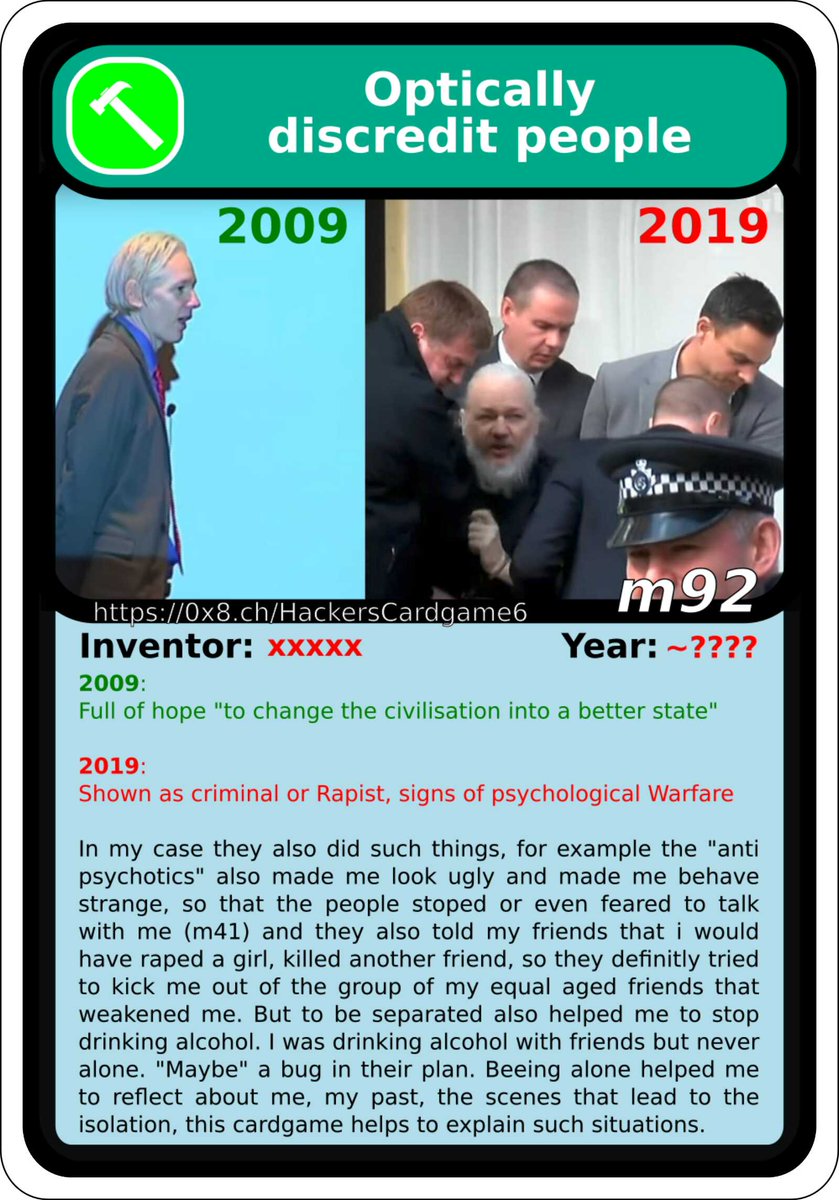 Optically
discredit people
2009
2019
m92
https://0x8.ch/HackersCardgame6
Inventor: xxxxx
Year: ~????
2009:
Full of hope "to change the civilisation into a better state"
2019:
Shown as criminal or Rapist, signs of psychological Warfare
In my case they also did such things, for example the "anti
psychotics" also made me look ugly and made me behave
strange, so that the people stoped or even feared to talk
with me (m41) and they also told my friends that i would
have raped a girl, killed another friend, so they definitly tried
to kick me out of the group of my equal aged friends that
weakened me. But to be separated also helped me to stop
drinking alcohol. I was drinking alcohol with friends but never
alone. "Maybe" a bug in their plan. Beeing alone helped me
to reflect about me, my past, the scenes that lead to the
isolation, this cardgame helps to explain such situations.